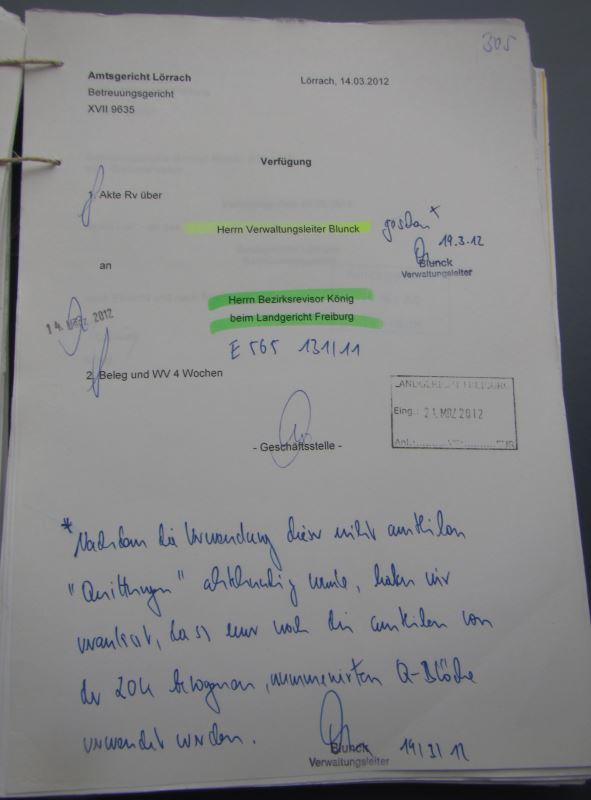 305
Amtsgericht Lörrach
Lörrach, 14.03.2012
Betreuungsgericht
XVII 9635
Verfügung
1. Akte Rv über
Herrn Verwaltungsleiter Blunck
gesehen*
19.3.12
Blunck
Verwaltungsleiter
an
Herrn Bezirksrevisor König
beim Landgericht Freiburg
14. MRZ. 2012
E 565 131/11
2. Beleg und WV 4 Wochen
LANDGERICHT FREIBURG
Eing.: 21. MRZ 2012
Anl.:
- Geschäftsstelle -
* Nachdem die Verwendung dieser nicht amtlichen
"Quittungen" aktenkundig wurde, haben wir
veranlasst, dass nur noch die amtlichen von
der bezogenen, nummerierten Q-Blöcke
verwendet werden.
Blunck
19/3/12
Verwaltungsleiter